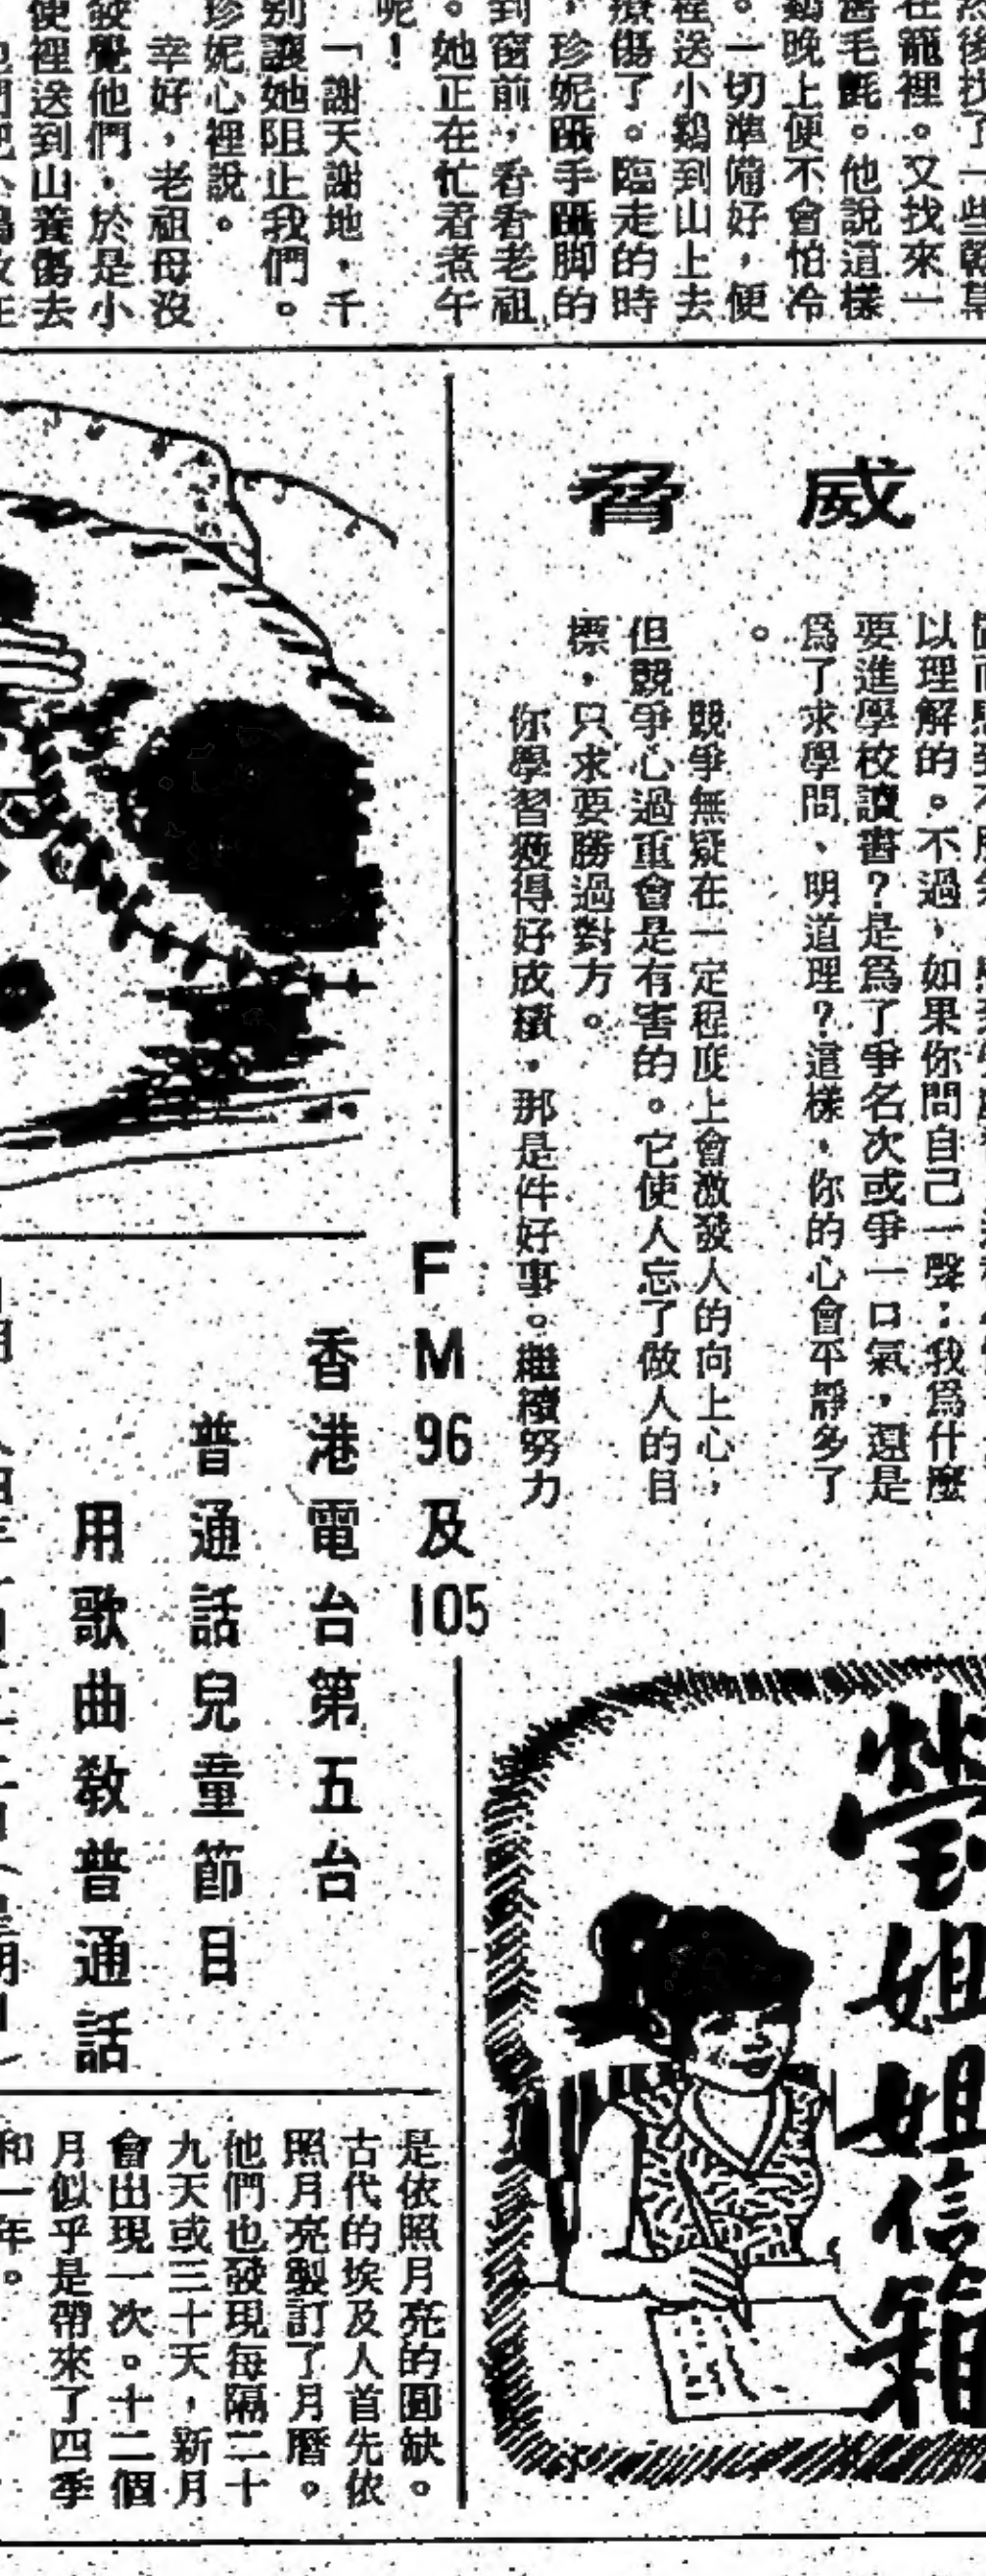 然後找了一些乾草
在籠裡。又找來一
舊毛氈。他說這樣
鵝晚上便不會怕冷
。一切準備好,便
程送小鵝到山上去
療傷了。臨走的時
,珍妮躡手躡脚的
到窗前,看看老祖
。她正在忙着煮午
呢!
「謝天謝地,千
别讓她阻止我們。
珍妮心裡說。
幸好,老祖母沒
發覺他們,於是小
使裡送到山養傷去
威脅
以理解的。不過,如果你問自己一聲:我爲什麼
要進學校讀書?是爲了爭名次或爭一口氣,還是
爲了求學問、明道理?這樣,你的心會平靜多了
。
競爭無疑在一定程度上會激發人的向上心,
但競爭心過重會是有害的。它使人忘了做人的目
標,只求要勝過對方。
你學習獲得好成績,那是件好事。繼續努力
瑩姐姐信箱
FM96及105
香港電台第五台
普通話兒童節目
用歌曲教普通話
是依照月亮的圓缺。
古代的埃及人首先依
照月亮製訂了月曆。
他們也發現每隔二十
九天或三十天,新月
會出現一次。十二個
月似乎是帶來了四季
和一年。